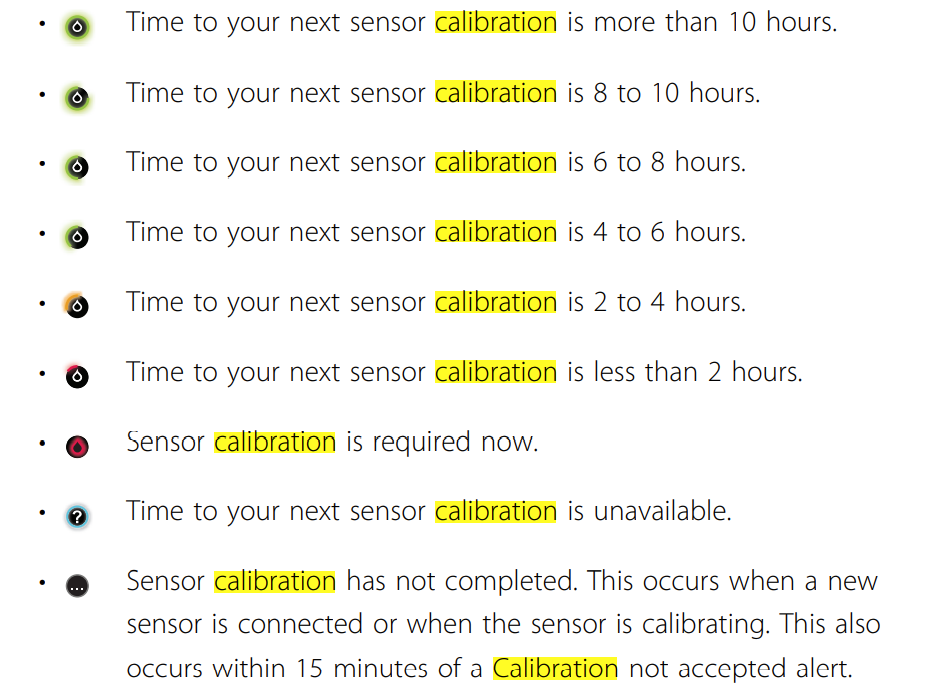 • Time to your next sensor calibration is more than 10 hours.
• Time to your next sensor calibration is 8 to 10 hours.
• Time to your next sensor calibration is 6 to 8 hours.
• Time to your next sensor calibration is 4 to 6 hours.
• Time to your next sensor calibration is 2 to 4 hours.
• Time to your next sensor calibration is less than 2 hours.
• Sensor calibration is required now.
• ? Time to your next sensor calibration is unavailable.
• ... Sensor calibration has not completed. This occurs when a new
sensor is connected or when the sensor is calibrating. This also
occurs within 15 minutes of a Calibration not accepted alert.